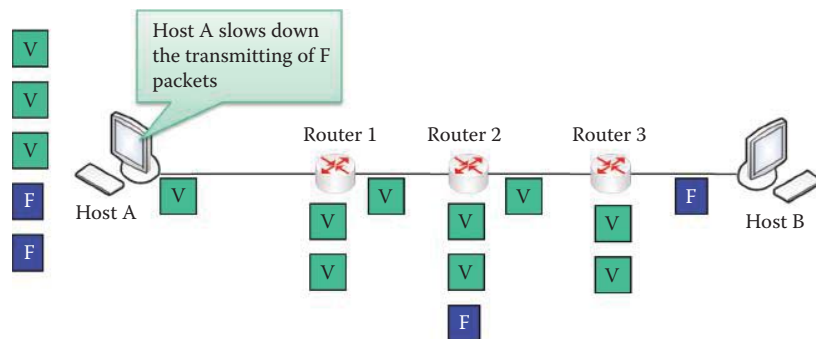 Host A slows down
the transmitting of F
packets
V
V
V
F
F
Host A
V
Router 1
V
V
V
Router 2
V
V
V
F
Router 3
V
V
F
Host B